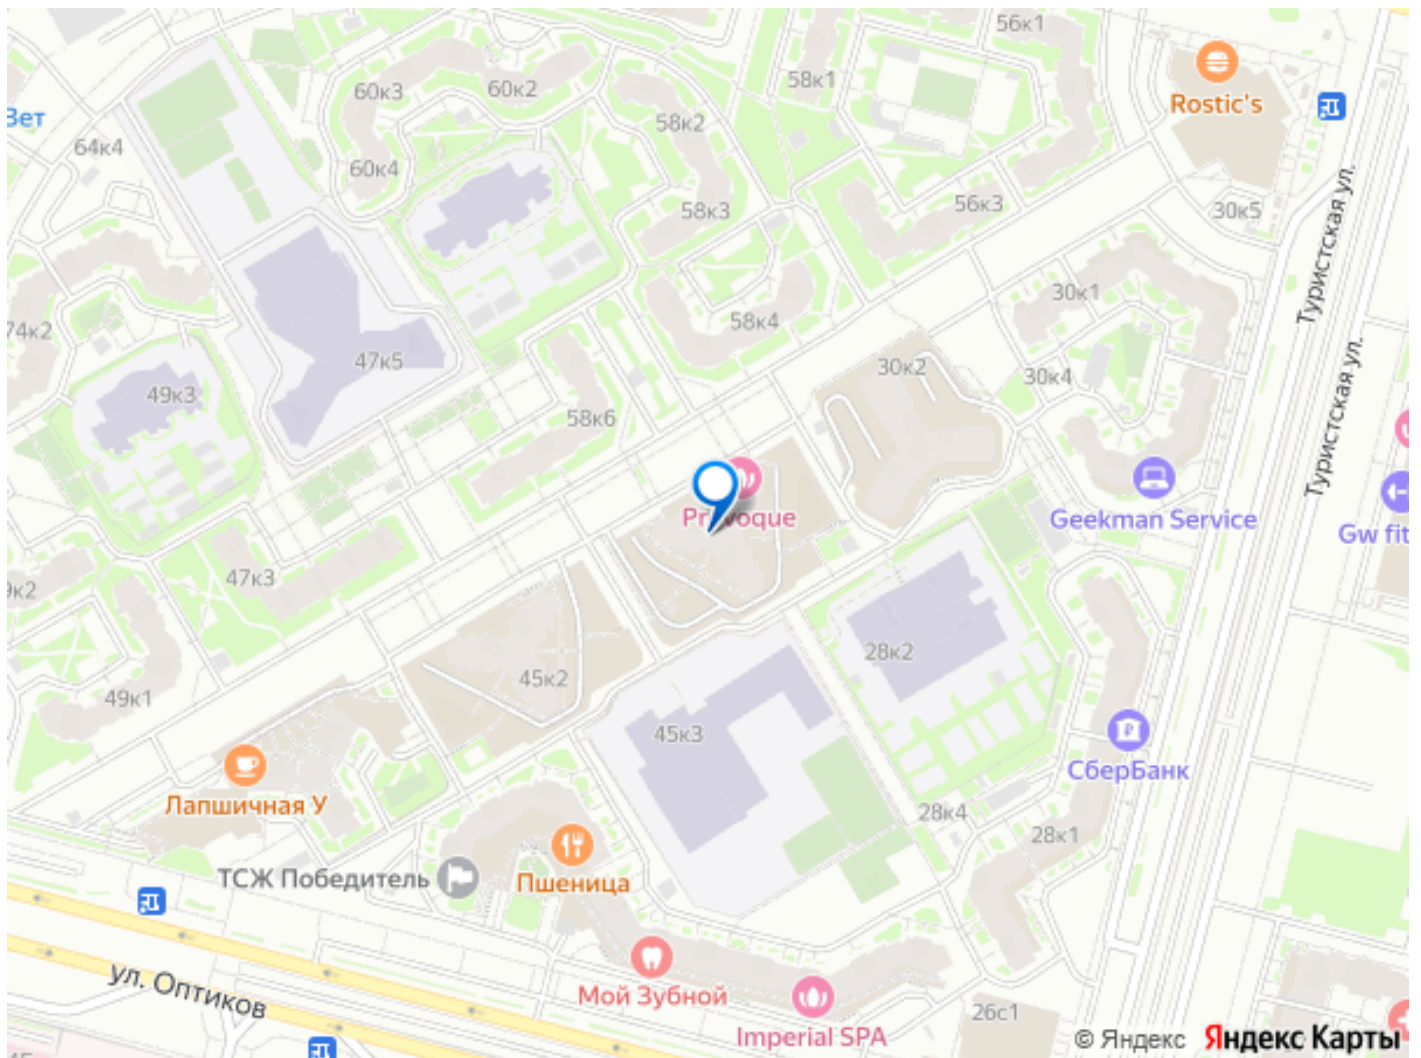 56к1
Rostic's
58к1
60к3
60к2
Вет
58к2
64к4
60к4
56к3
58к3
30к5
Туристская ул.
30к1
58к4
74к2
47к5
30к2
30к4
49к3
58к6
Туристская ул.
Geekman Service
Gw fit
47к3
28к2
45к2
49к1
45к3
СберБанк
Лапшичная У
28к4
28к1
ТСЖ Победитель
Пшеница
ул. Оптиков
Мой Зубной
26с1
Imperial SPA
© Яндекс Яндекс Карты